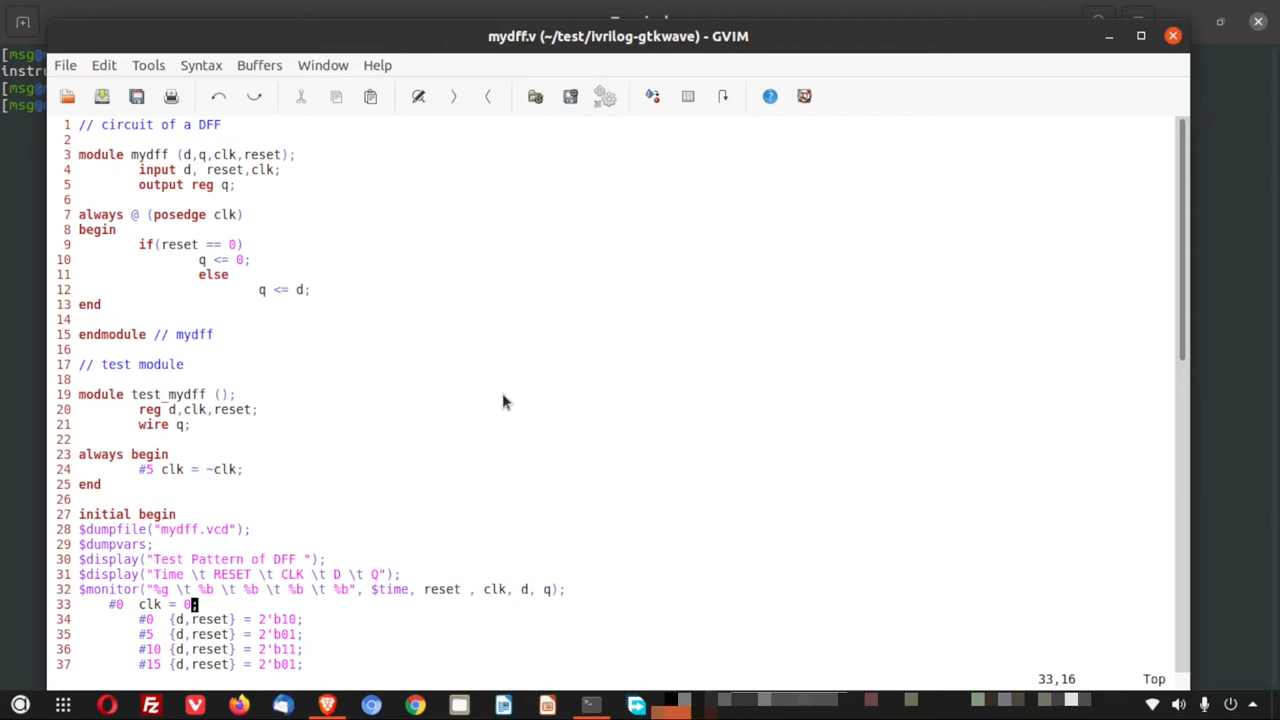 mydff.v (~/test/ivrilog-gtkwave) - GVIM
[msg@
instru
[msg@
[msg@
File Edit Tools Syntax Buffers Window Help
1 // circuit of a DFF
2
3 module mydff (d,q,clk,reset);
4 input d, reset,clk;
5 output reg q;
6
7 always @ (posedge clk)
8 begin
9 if(reset == 0)
10 q <= 0;
11 else
12 q <= d;
13 end
14
15 endmodule // mydff
16
17 // test module
18
19 module test_mydff ();
20 reg d,clk,reset;
21 wire q;
22
23 always begin
24 #5 clk = ~clk;
25 end
26
27 initial begin
28 $dumpfile("mydff.vcd");
29 $dumpvars;
30 $display("Test Pattern of DFF ");
31 $display("Time \t RESET \t CLK \t D \t Q");
32 $monitor("%g \t %b \t %b \t %b \t %b", $time, reset , clk, d, q);
33 #0 clk = 0;
34 #0 {d,reset} = 2'b10;
35 #5 {d,reset} = 2'b01;
36 #10 {d,reset} = 2'b11;
37 #15 {d,reset} = 2'b01;
33,16 Top